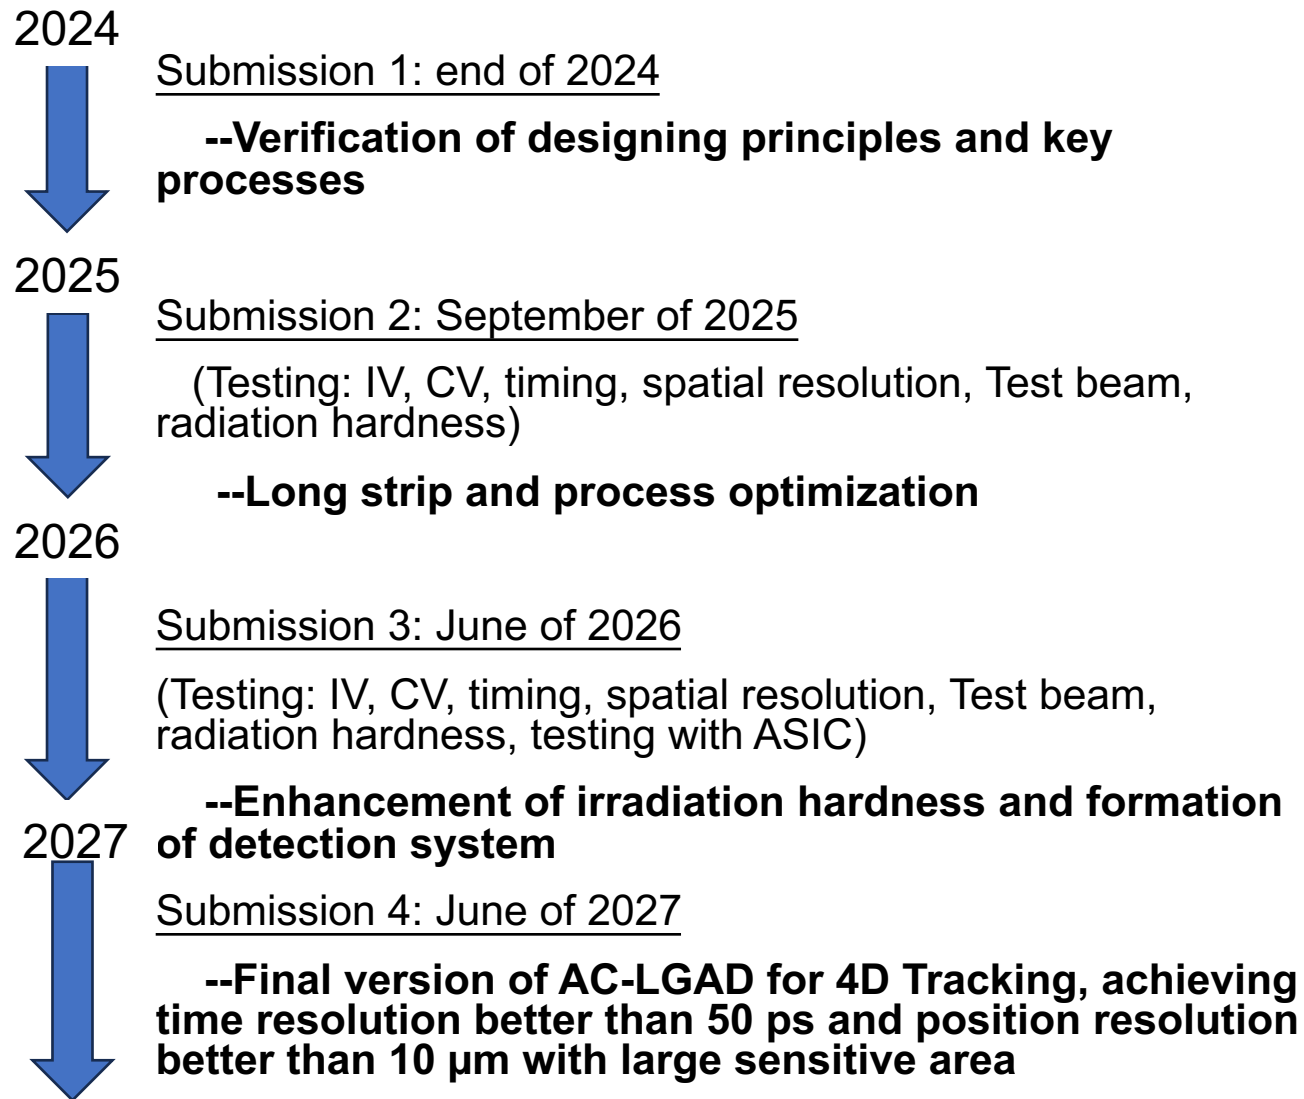 2024
Submission 1: end of 2024
--Verification of designing principles and key
processes
2025
Submission 2: September of 2025
(Testing: IV, CV, timing, spatial resolution, Test beam,
radiation hardness)
--Long strip and process optimization
2026
Submission 3: June of 2026
(Testing: IV, CV, timing, spatial resolution, Test beam,
radiation hardness, testing with ASIC)
--Enhancement of irradiation hardness and formation
of detection system
2027
Submission 4: June of 2027
--Final version of AC-LGAD for 4D Tracking, achieving
time resolution better than 50 ps and position resolution
better than 10 μm with large sensitive area